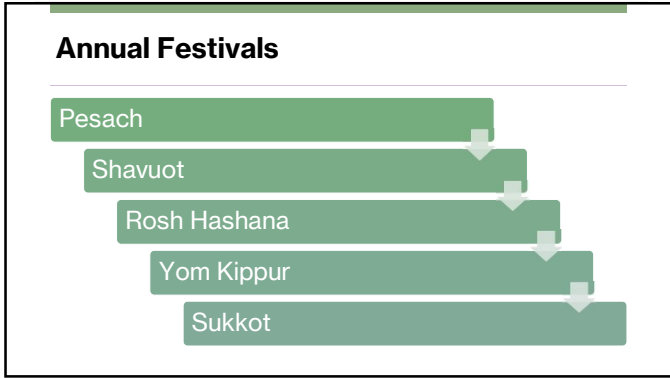 Annual Festivals
Pesach
Shavuot
Rosh Hashana
Yom Kippur
Sukkot